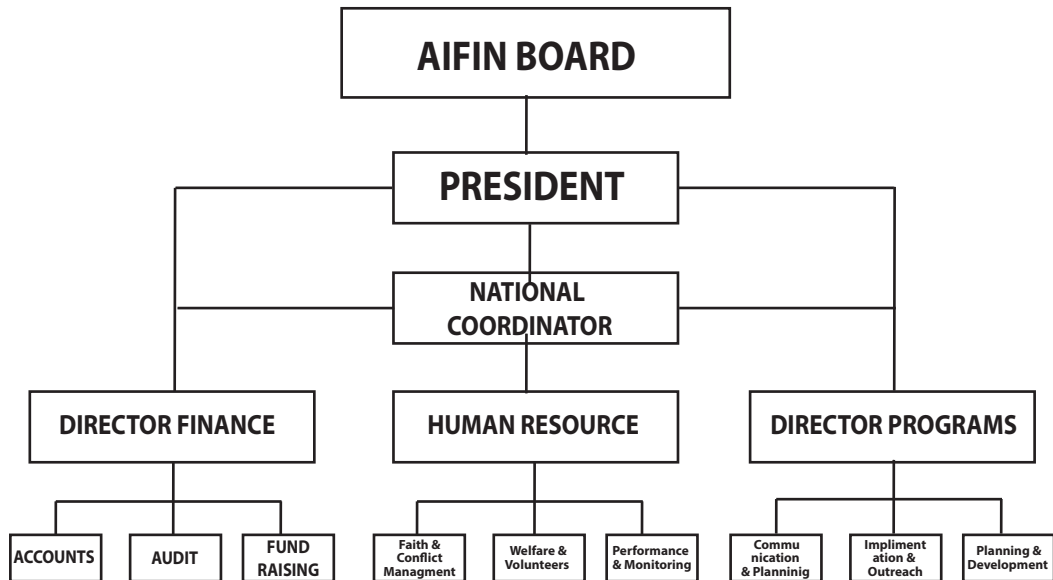 AIFIN BOARD
PRESIDENT
NATIONAL
COORDINATOR
DIRECTOR FINANCE
HUMAN RESOURCE
DIRECTOR PROGRAMS
ACCOUNTS
AUDIT
FUND
RAISING
Faith &
Conflict
Managment
Welfare &
Volunteers
Performance
& Monitoring
Commu
nication
& Planninig
Impliment
ation &
Outreach
Planning &
Development